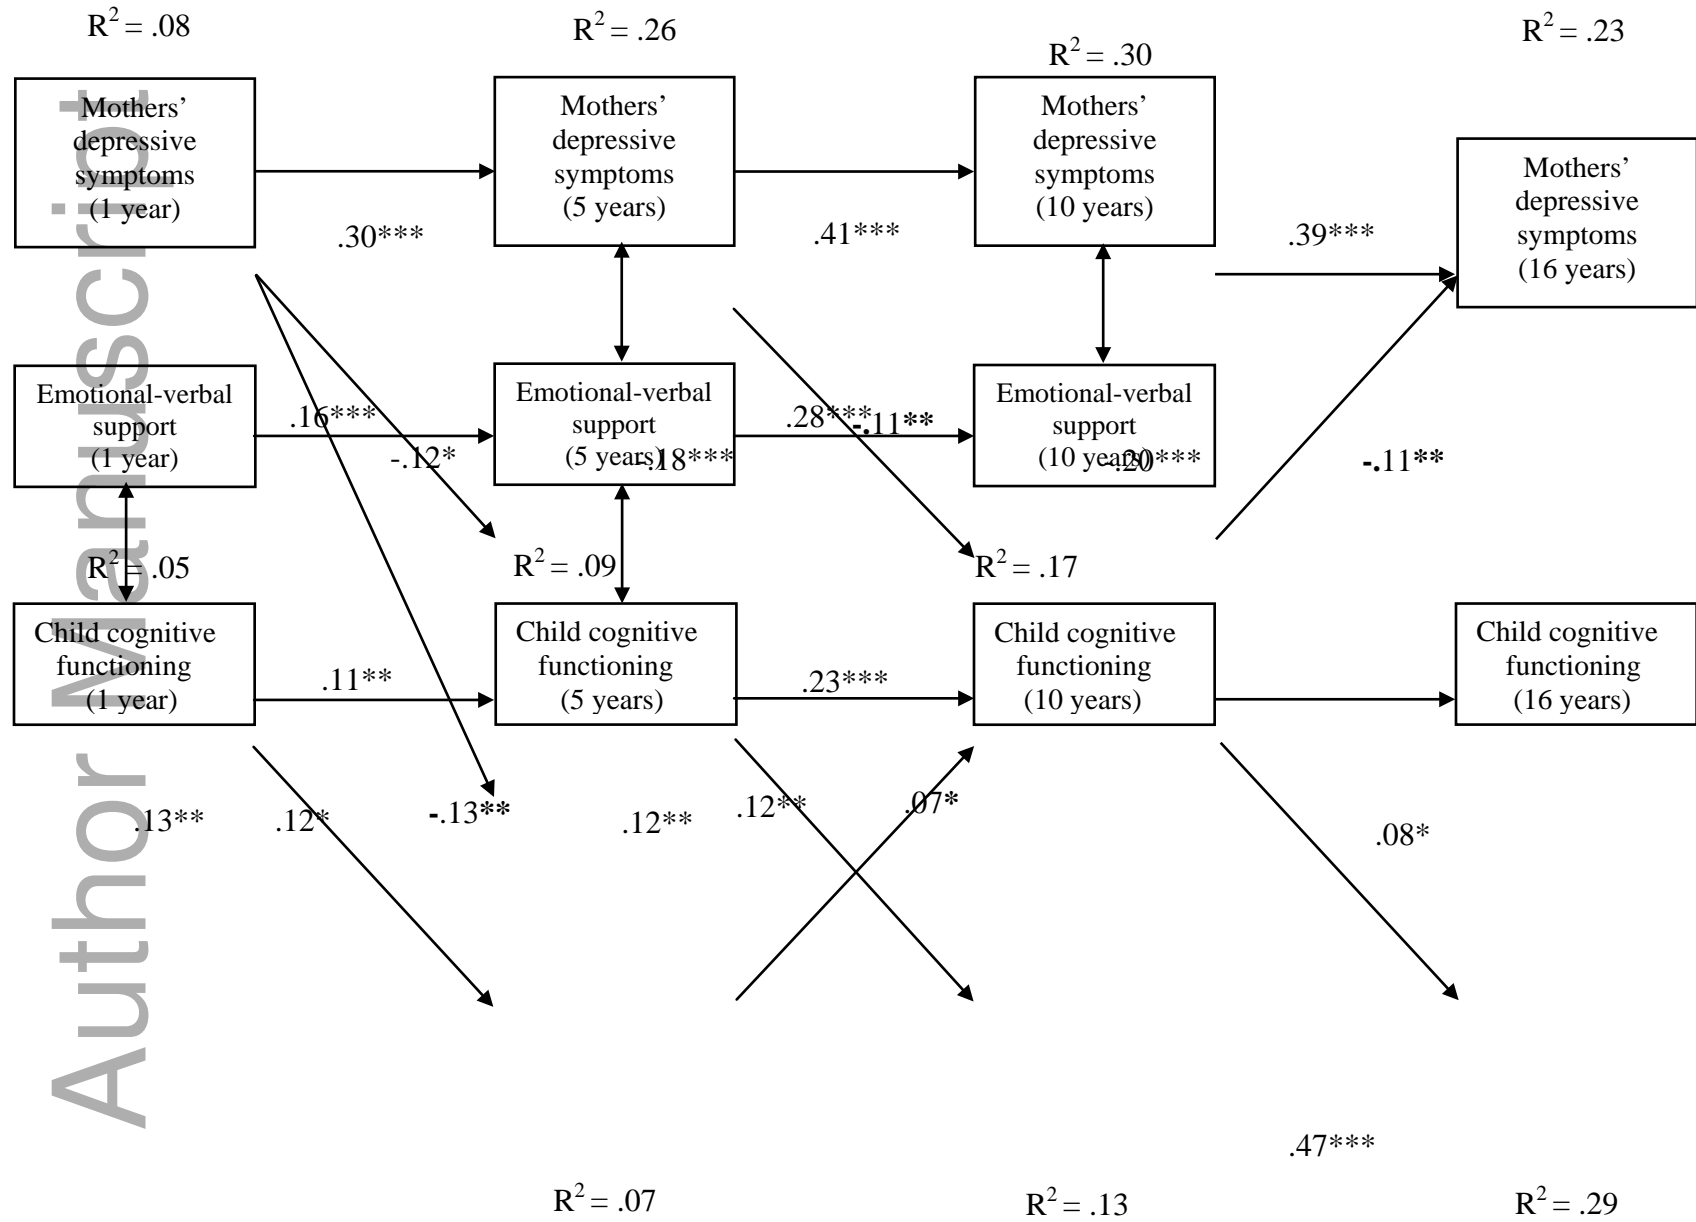 R² = .08
R² = .26
R² = .30
R² = .23
Mothers’
depressive
symptoms
(1 year)
Mothers’
depressive
symptoms
(5 years)
Mothers’
depressive
symptoms
(10 years)
Mothers’
depressive
symptoms
(16 years)
.30***
.41***
.39***
Emotional-verbal
support
(1 year)
.16***
-.12*
Emotional-verbal
support
(5 years)
-.18***
.28***
-.11**
Emotional-verbal
support
(10 years)
-.20***
-.11**
R² = .05
R² = .09
R² = .17
Child cognitive
functioning
(1 year)
.11**
Child cognitive
functioning
(5 years)
.23***
Child cognitive
functioning
(10 years)
Child cognitive
functioning
(16 years)
.13**
.12*
-.13**
.12**
.12**
.07*
.08*
.47***
R² = .07
R² = .13
R² = .29
Author Manuscript